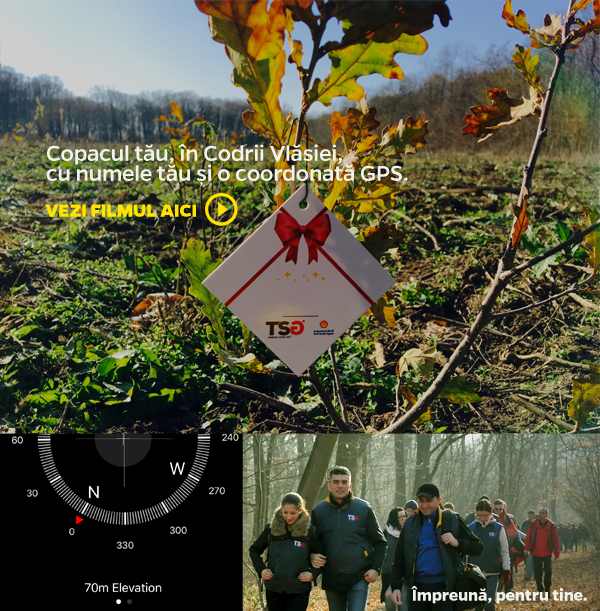 Copacul tău, în Codrii Vlăsiei,
cu numele tău și o coordonată GPS.
VEZI FILMUL AICI
TSG
60
30
0
330
300
270
240
N
W
70m Elevation
TSG
Împreună, pentru tine.